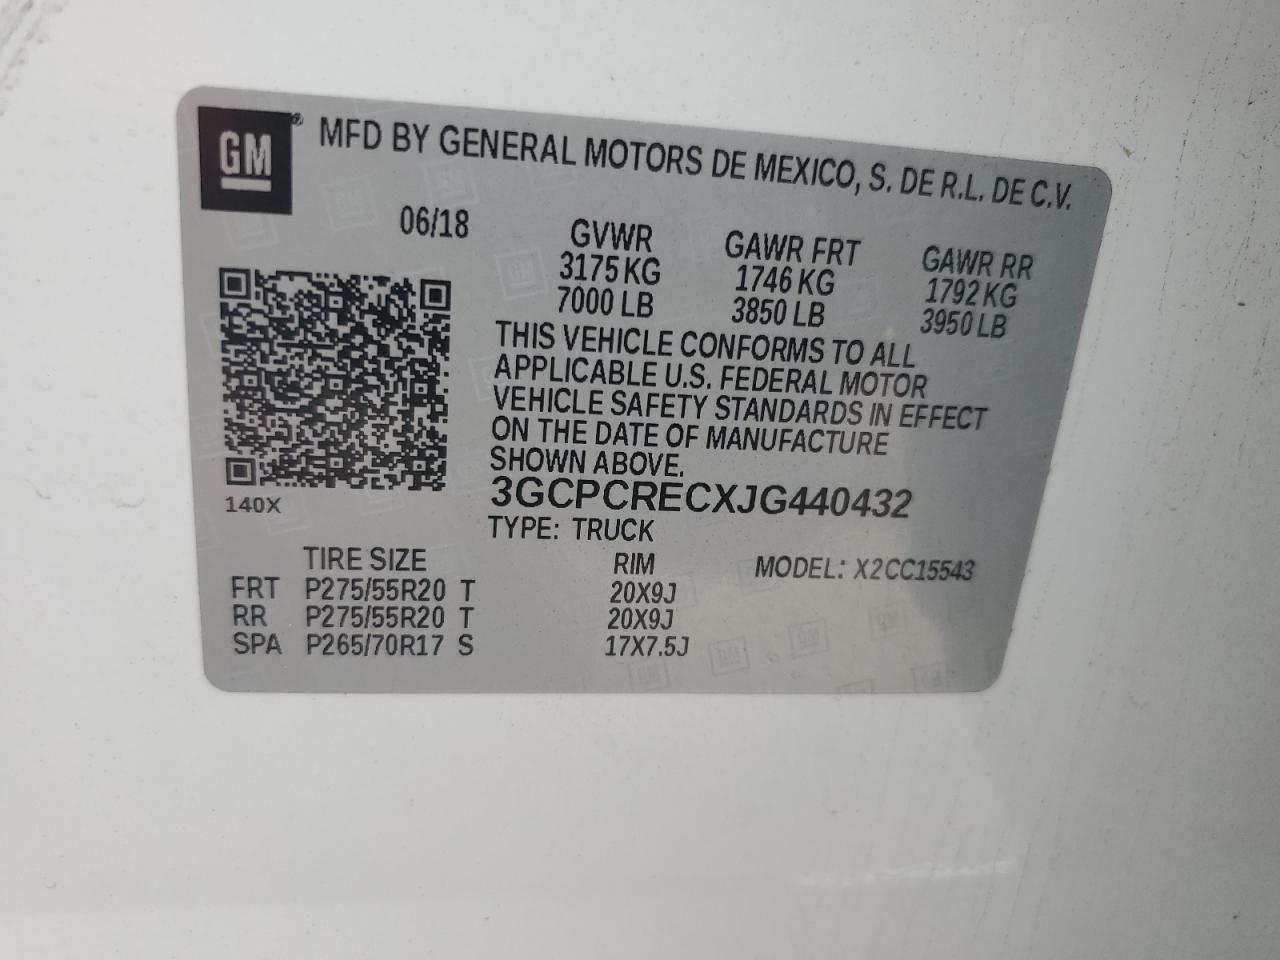 GM® MFD BY GENERAL MOTORS DE MEXICO, S. DE R.L. DE C.V.
06/18 GVWR GAWR FRT GAWR RR
3175 KG 1746 KG 1792 KG
7000 LB 3850 LB 3950 LB
THIS VEHICLE CONFORMS TO ALL
APPLICABLE U.S. FEDERAL MOTOR
VEHICLE SAFETY STANDARDS IN EFFECT
ON THE DATE OF MANUFACTURE
SHOWN ABOVE.
3GCPCRECXJG440432
140X
TYPE: TRUCK
TIRE SIZE RIM MODEL: X2CC15543
FRT P275/55R20 T 20X9J
RR P275/55R20 T 20X9J
SPA P265/70R17 S 17X7.5J